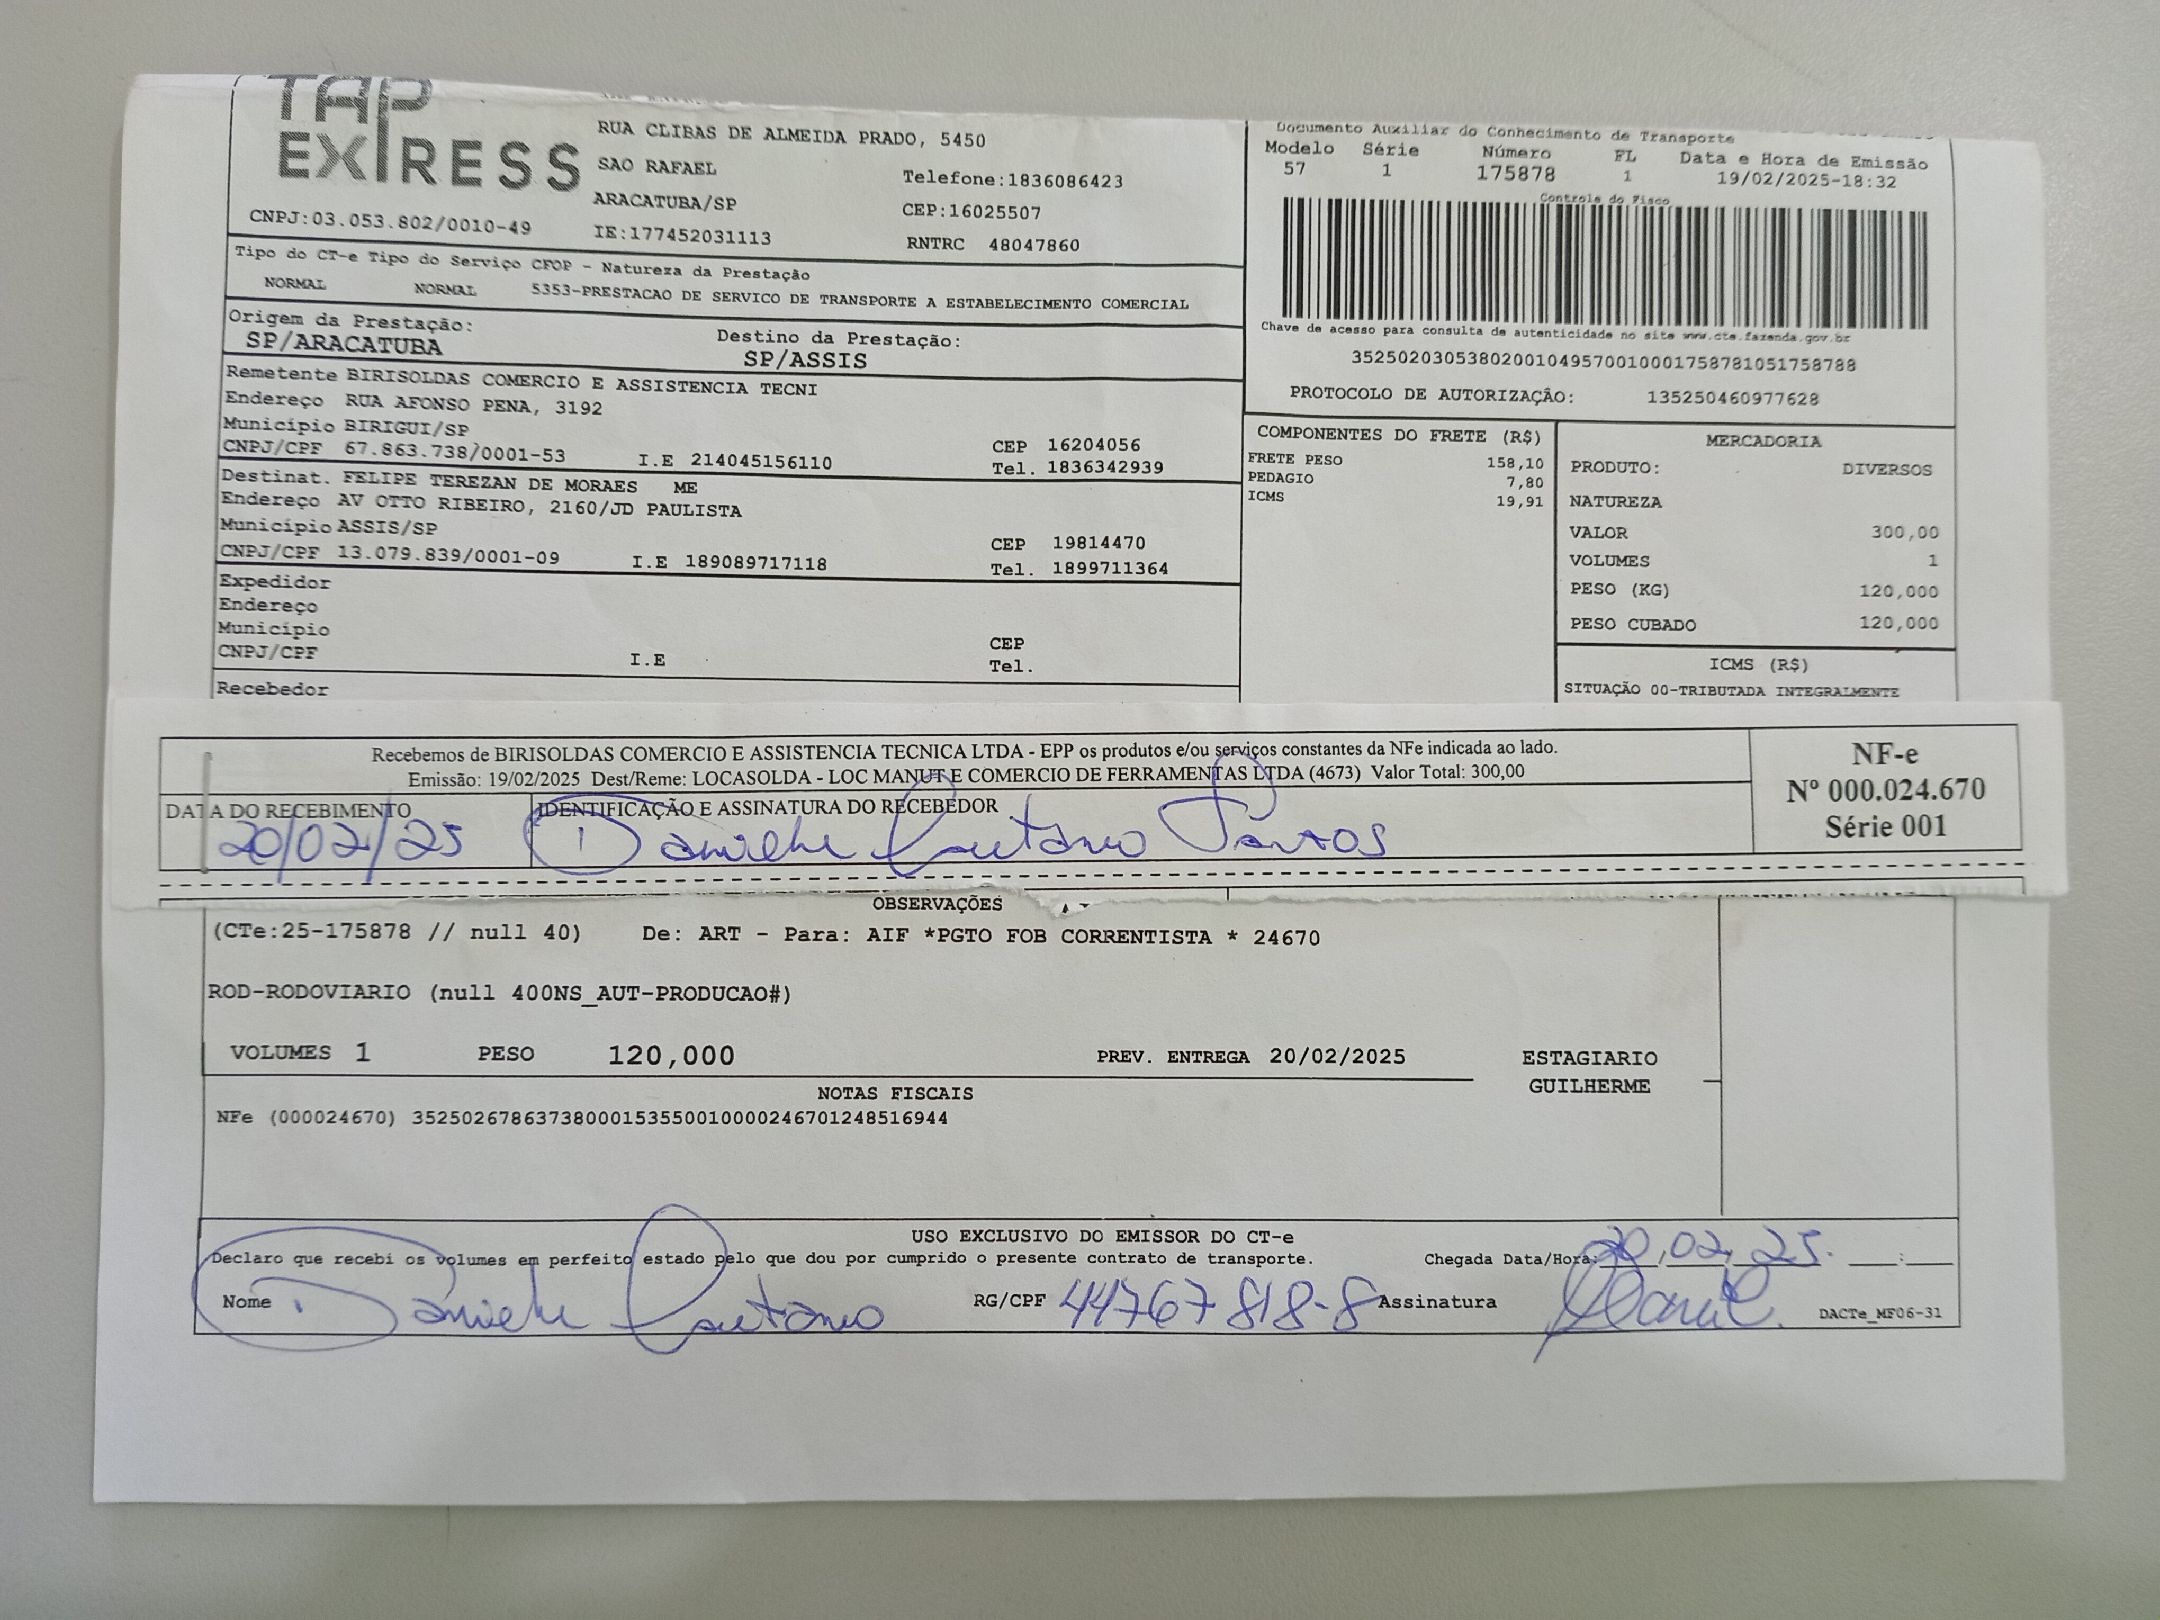 TAP
EXPRESS
RUA CLIBAS DE ALMEIDA PRADO, 5450
SAO RAFAEL
Telefone:1836086423
ARACATUBA/SP
CEP:16025507
CNPJ:03.053.802/0010-49
IE:177452031113
RNTRC 48047860
Documento Auxiliar do Conhecimento de Transporte
Modelo Série Número FL Data e Hora de Emissão
57 1 175878 1 19/02/2025-18:32
Controle do Fisco
Tipo do CT-e Tipo do Serviço CFOP - Natureza da Prestação
NORMAL NORMAL 5353-PRESTACAO DE SERVICO DE TRANSPORTE A ESTABELECIMENTO COMERCIAL
Origem da Prestação: Destino da Prestação:
SP/ARACATUBA SP/ASSIS
Chave de acesso para consulta de autenticidade no site www.cte.fazenda.gov.br
35250203053802001049570010001758781051758788
PROTOCOLO DE AUTORIZAÇÃO: 135250460977628
Remetente BIRISOLDAS COMERCIO E ASSISTENCIA TECNI
Endereço RUA AFONSO PENA, 3192
Município BIRIGUI/SP CEP 16204056
CNPJ/CPF 67.863.738/0001-53 I.E 214045156110 Tel. 1836342939
Destinat. FELIPE TEREZAN DE MORAES ME
Endereço AV OTTO RIBEIRO, 2160/JD PAULISTA
Município ASSIS/SP CEP 19814470
CNPJ/CPF 13.079.839/0001-09 I.E 189089717118 Tel. 1899711364
Expedidor
Endereço
Município CEP
CNPJ/CPF I.E Tel.
Recebedor
COMPONENTES DO FRETE (R$)
FRETE PESO 158,10
PEDAGIO 7,80
ICMS 19,91
MERCADORIA
PRODUTO: DIVERSOS
NATUREZA
VALOR 300,00
VOLUMES 1
PESO (KG) 120,000
PESO CUBADO 120,000
ICMS (R$)
SITUAÇÃO 00-TRIBUTADA INTEGRALMENTE
Recebemos de BIRISOLDAS COMERCIO E ASSISTENCIA TECNICA LTDA - EPP os produtos e/ou serviços constantes da NFe indicada ao lado.
Emissão: 19/02/2025 Dest/Reme: LOCASOLDA - LOC MANUT E COMERCIO DE FERRAMENTAS LTDA (4673) Valor Total: 300,00
DATA DO RECEBIMENTO IDENTIFICAÇÃO E ASSINATURA DO RECEBEDOR
20/02/25 Daniele Caetano Santos
NF-e
Nº 000.024.670
Série 001
OBSERVAÇÕES
(CTe:25-175878 // null 40) De: ART - Para: AIF *PGTO FOB CORRENTISTA * 24670
ROD-RODOVIARIO (null 400NS_AUT-PRODUCAO#)
VOLUMES 1 PESO 120,000 PREV. ENTREGA 20/02/2025 ESTAGIARIO
GUILHERME
NOTAS FISCAIS
NFe (000024670) 35250267863738000153550010000246701248516944
USO EXCLUSIVO DO EMISSOR DO CT-e
Declaro que recebi os volumes em perfeito estado pelo que dou por cumprido o presente contrato de transporte. Chegada Data/Hora: 20/02/25. :
Nome Daniele Caetano RG/CPF 44767818-8 Assinatura DACTe_MF06-31